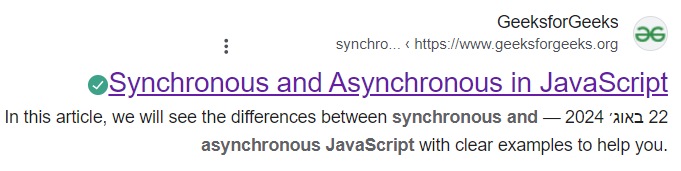 GeeksforGeeks
https://www.geeksforgeeks.org › synchro...
Synchronous and Asynchronous in JavaScript
22 באוג׳ 2024 — In this article, we will see the differences between synchronous and
asynchronous JavaScript with clear examples to help you.